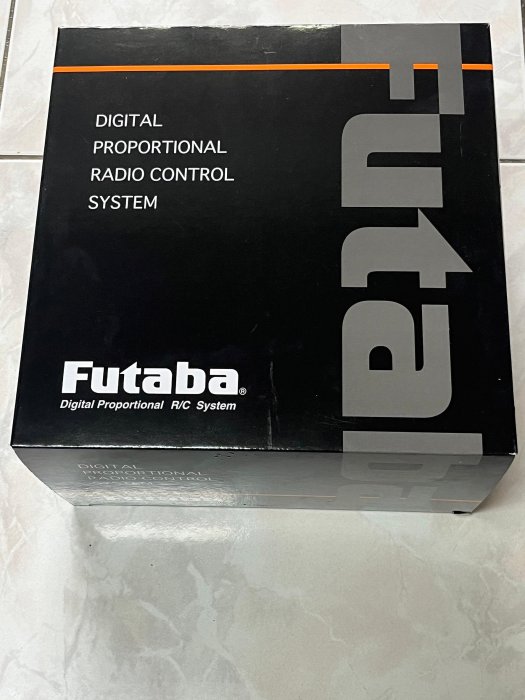 DIGITAL
PROPORTIONAL
RADIO CONTROL
SYSTEM
Futaba
Futaba®
Digital Proportional R/C System
DIGITAL
PROPORTIONAL
RADIO CONTROL